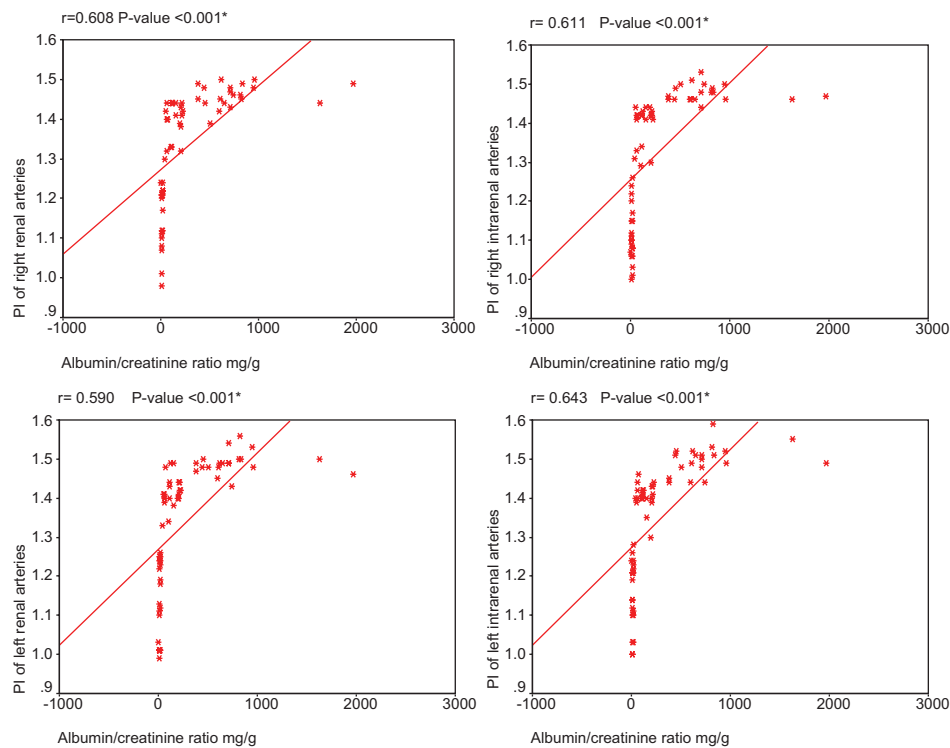 r=0.608 P-value <0.001*
1.6
1.5
1.4
1.3
1.2
1.1
1.0
.9
PI of right renal arteries
-1000 0 1000 2000 3000
Albumin/creatinine ratio mg/g
r= 0.611 P-value <0.001*
1.6
1.5
1.4
1.3
1.2
1.1
1.0
.9
PI of right intrarenal arteries
-1000 0 1000 2000 3000
Albumin/creatinine ratio mg/g
r= 0.590 P-value <0.001*
1.6
1.5
1.4
1.3
1.2
1.1
1.0
.9
PI of left renal arteries
-1000 0 1000 2000 3000
Albumin/creatinine ratio mg/g
r= 0.643 P-value <0.001*
1.6
1.5
1.4
1.3
1.2
1.1
1.0
.9
PI of left intrarenal arteries
-1000 0 1000 2000 3000
Albumin/creatinine ratio mg/g